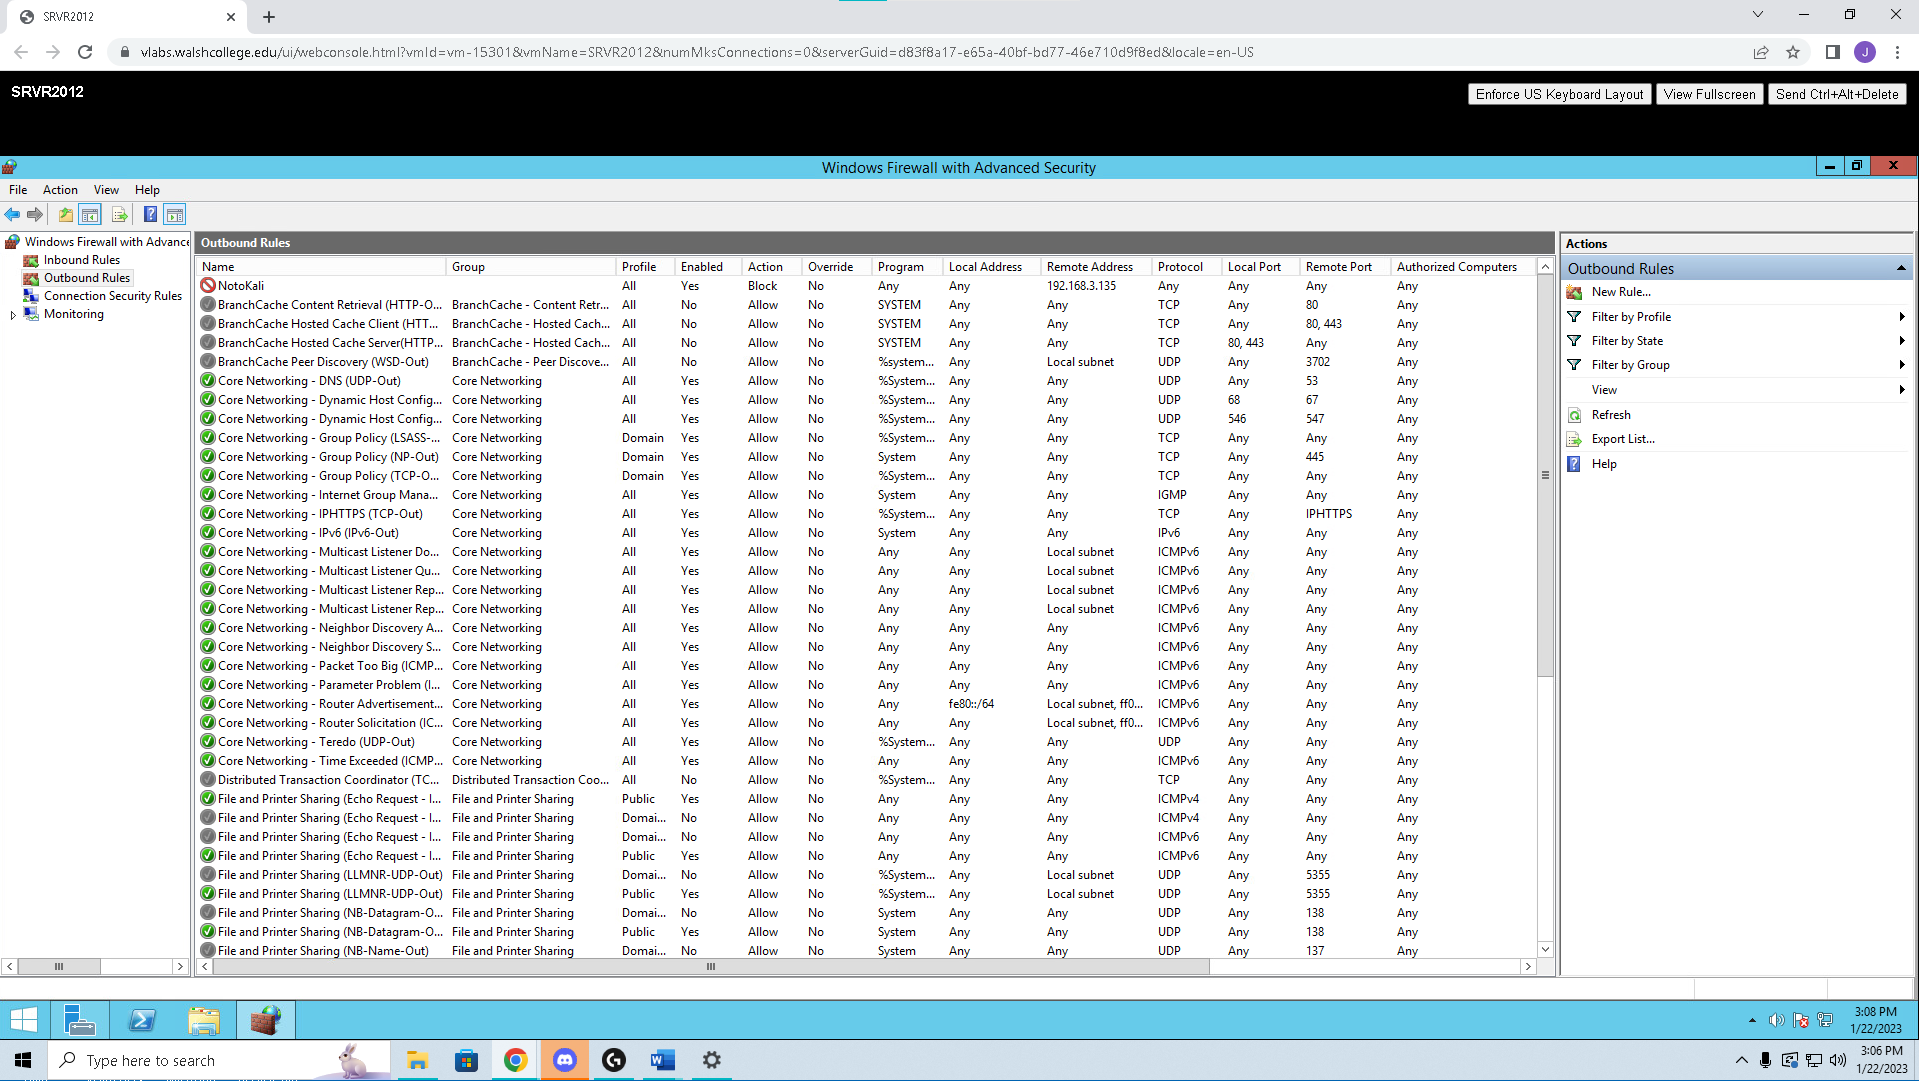 SRVR2012
vlabs.walshcollege.edu/ui/webconsole.html?vmId=vm-15301&vmName=SRVR2012&numMksConnections=0&serverGuid=d83f8a17-e65a-40bf-bd77-46e710d9f8ed&locale=en-US
J
SRVR2012
Enforce US Keyboard Layout View Fullscreen Send Ctrl+Alt+Delete
Windows Firewall with Advanced Security
File Action View Help
Windows Firewall with Advance
Inbound Rules
Outbound Rules
Connection Security Rules
Monitoring
Outbound Rules
Name Group Profile Enabled Action Override Program Local Address Remote Address Protocol Local Port Remote Port Authorized Computers
NotoKali All Yes Block No Any Any 192.168.3.135 Any Any Any Any
BranchCache Content Retrieval (HTTP-O... BranchCache - Content Retr... All No Allow No SYSTEM Any Any TCP Any 80 Any
BranchCache Hosted Cache Client (HTT... BranchCache - Hosted Cach... All No Allow No SYSTEM Any Any TCP Any 80, 443 Any
BranchCache Hosted Cache Server(HTTP... BranchCache - Hosted Cach... All No Allow No SYSTEM Any Any TCP 80, 443 Any Any
BranchCache Peer Discovery (WSD-Out) BranchCache - Peer Discove... All No Allow No %system... Any Local subnet UDP Any 3702 Any
Core Networking - DNS (UDP-Out) Core Networking All Yes Allow No %System... Any Any UDP Any 53 Any
Core Networking - Dynamic Host Config... Core Networking All Yes Allow No %System... Any Any UDP 68 67 Any
Core Networking - Dynamic Host Config... Core Networking All Yes Allow No %System... Any Any UDP 546 547 Any
Core Networking - Group Policy (LSASS-... Core Networking Domain Yes Allow No %System... Any Any TCP Any Any Any
Core Networking - Group Policy (NP-Out) Core Networking Domain Yes Allow No System Any Any TCP Any 445 Any
Core Networking - Group Policy (TCP-O... Core Networking Domain Yes Allow No %System... Any Any TCP Any Any Any
Core Networking - Internet Group Mana... Core Networking All Yes Allow No System Any Any IGMP Any Any Any
Core Networking - IPHTTPS (TCP-Out) Core Networking All Yes Allow No %System... Any Any TCP Any IPHTTPS Any
Core Networking - IPv6 (IPv6-Out) Core Networking All Yes Allow No System Any Any IPv6 Any Any Any
Core Networking - Multicast Listener Do... Core Networking All Yes Allow No Any Any Local subnet ICMPv6 Any Any Any
Core Networking - Multicast Listener Qu... Core Networking All Yes Allow No Any Any Local subnet ICMPv6 Any Any Any
Core Networking - Multicast Listener Rep... Core Networking All Yes Allow No Any Any Local subnet ICMPv6 Any Any Any
Core Networking - Multicast Listener Rep... Core Networking All Yes Allow No Any Any Local subnet ICMPv6 Any Any Any
Core Networking - Neighbor Discovery A... Core Networking All Yes Allow No Any Any Any ICMPv6 Any Any Any
Core Networking - Neighbor Discovery S... Core Networking All Yes Allow No Any Any Any ICMPv6 Any Any Any
Core Networking - Packet Too Big (ICMP... Core Networking All Yes Allow No Any Any Any ICMPv6 Any Any Any
Core Networking - Parameter Problem (I... Core Networking All Yes Allow No Any Any Any ICMPv6 Any Any Any
Core Networking - Router Advertisement... Core Networking All Yes Allow No Any fe80::/64 Local subnet, ff0... ICMPv6 Any Any Any
Core Networking - Router Solicitation (IC... Core Networking All Yes Allow No Any Any Local subnet, ff0... ICMPv6 Any Any Any
Core Networking - Teredo (UDP-Out) Core Networking All Yes Allow No %System... Any Any UDP Any Any Any
Core Networking - Time Exceeded (ICMP... Core Networking All Yes Allow No Any Any Any ICMPv6 Any Any Any
Distributed Transaction Coordinator (TC... Distributed Transaction Coo... All No Allow No %System... Any Any TCP Any Any Any
File and Printer Sharing (Echo Request - I... File and Printer Sharing Public Yes Allow No Any Any Any ICMPv4 Any Any Any
File and Printer Sharing (Echo Request - I... File and Printer Sharing Domai... No Allow No Any Any Any ICMPv4 Any Any Any
File and Printer Sharing (Echo Request - I... File and Printer Sharing Domai... No Allow No Any Any Any ICMPv6 Any Any Any
File and Printer Sharing (Echo Request - I... File and Printer Sharing Public Yes Allow No Any Any Any ICMPv6 Any Any Any
File and Printer Sharing (LLMNR-UDP-Out) File and Printer Sharing Domai... No Allow No %System... Any Local subnet UDP Any 5355 Any
File and Printer Sharing (LLMNR-UDP-Out) File and Printer Sharing Public Yes Allow No %System... Any Local subnet UDP Any 5355 Any
File and Printer Sharing (NB-Datagram-O... File and Printer Sharing Domai... No Allow No System Any Any UDP Any 138 Any
File and Printer Sharing (NB-Datagram-O... File and Printer Sharing Public Yes Allow No System Any Any UDP Any 138 Any
File and Printer Sharing (NB-Name-Out) File and Printer Sharing Domai... No Allow No System Any Any UDP Any 137 Any
Actions
Outbound Rules
New Rule...
Filter by Profile
Filter by State
Filter by Group
View
Refresh
Export List...
Help
3:08 PM
1/22/2023
Type here to search
3:06 PM
1/22/2023